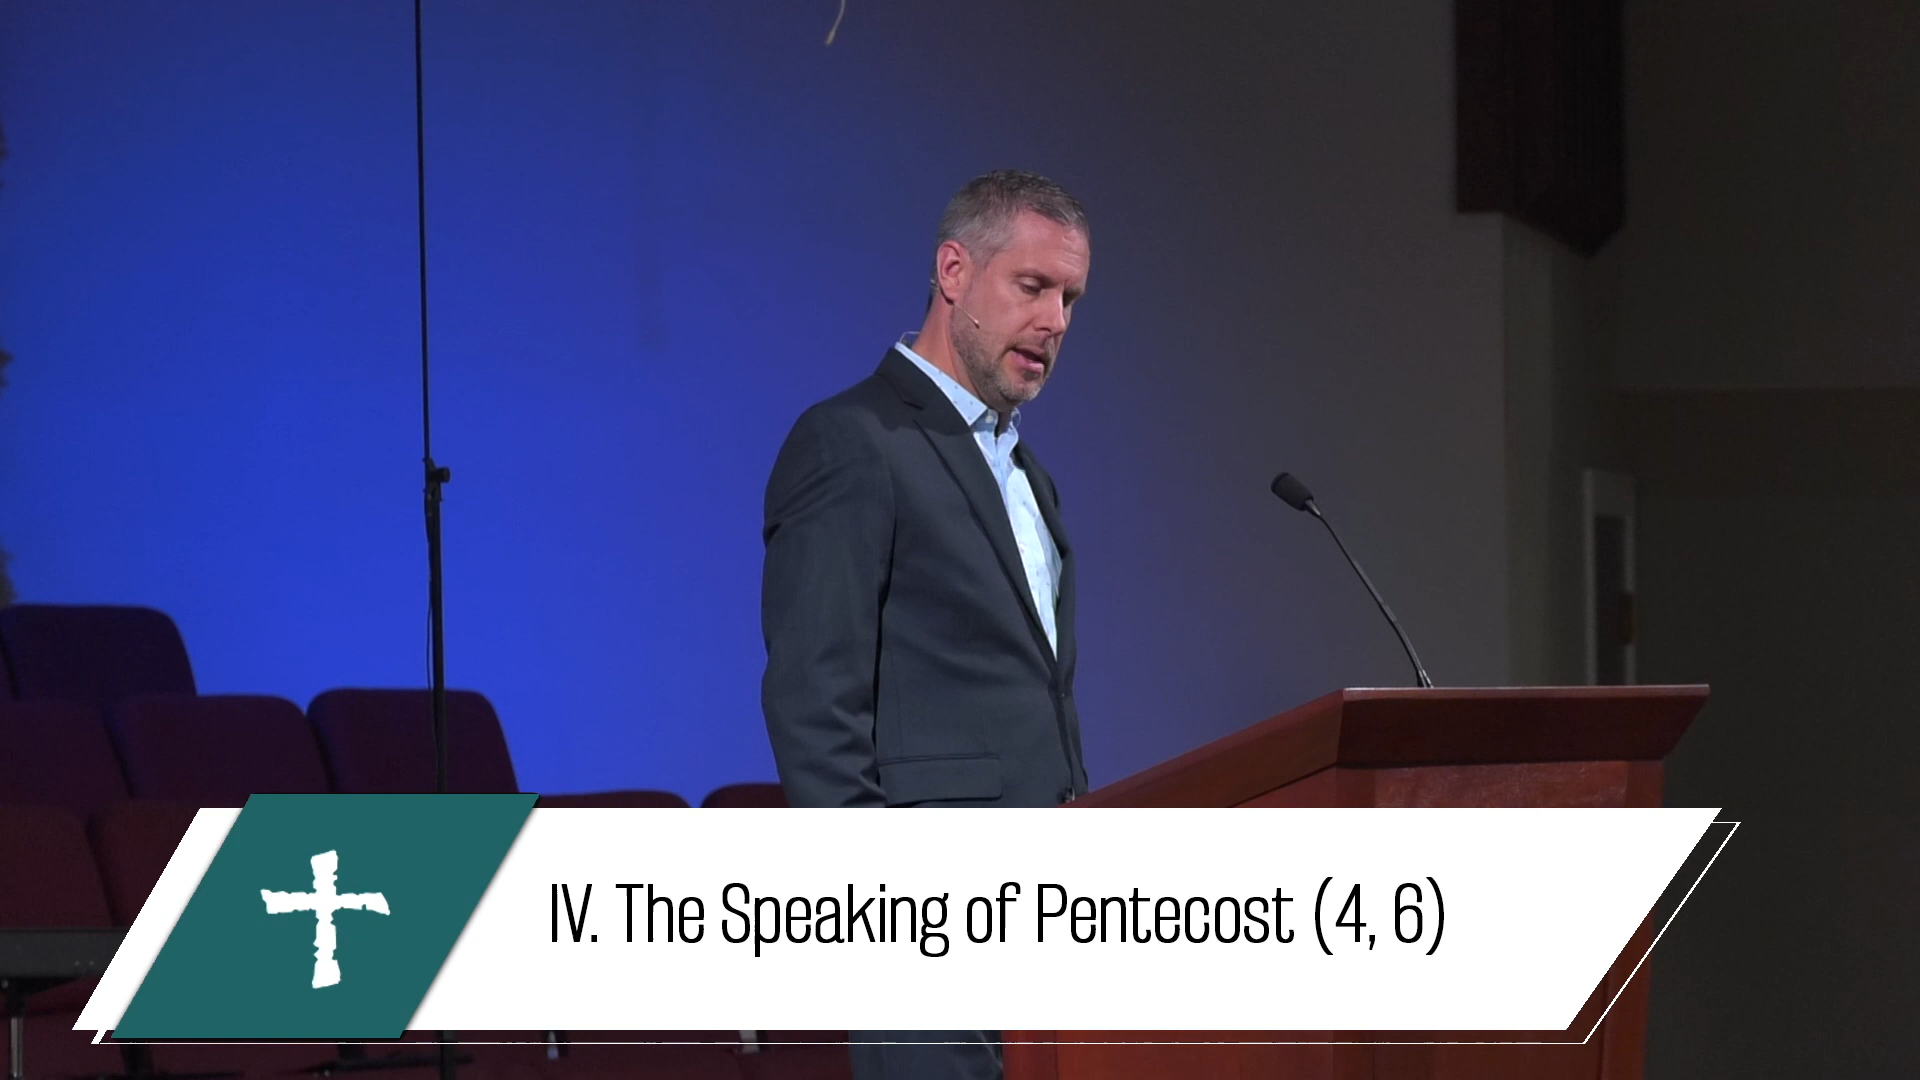 IV. The Speaking of Pentecost (4, 6)